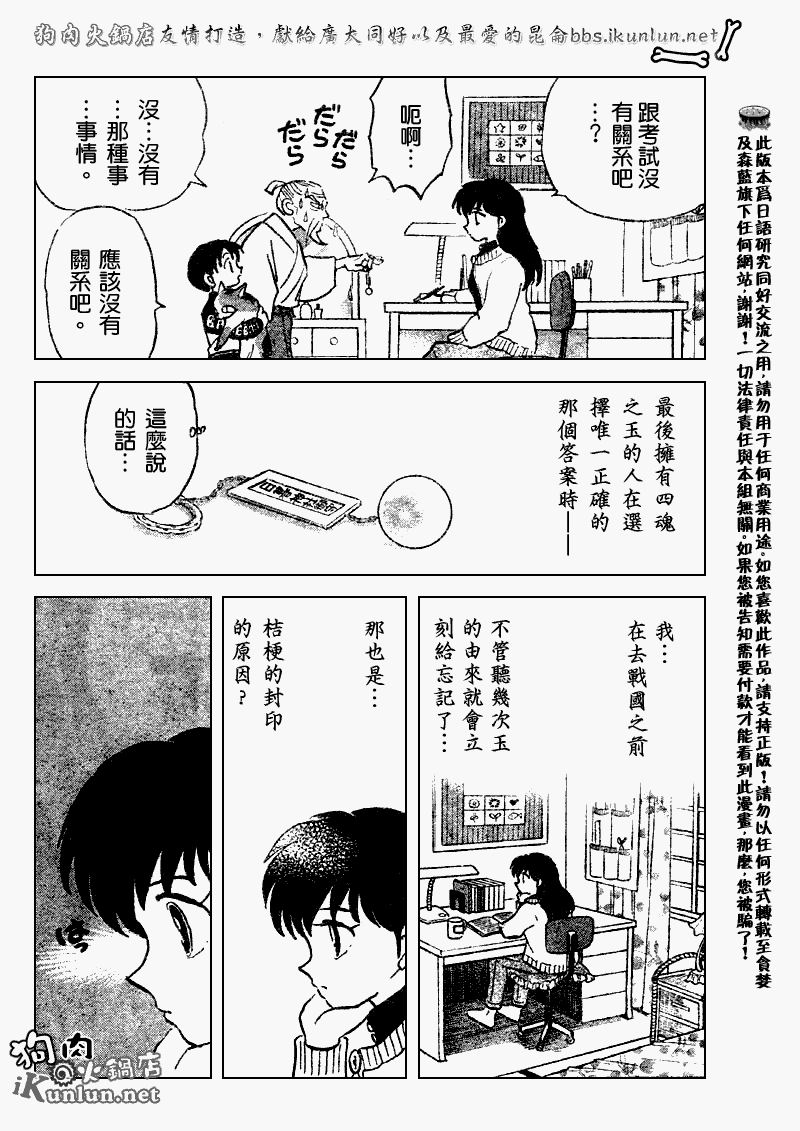 狗肉火鍋店友情打造，獻給廣大同好以及最愛的昆侖bbs.ikunlun.net
跟考試沒
有關系吧
…?
呃啊…
だら
だら
だら
沒…沒有
…那種事
…事情。
應該沒有
關系吧。
最後擁有四魂
之玉的人在選
擇唯一正確的
那個答案時——
這麼說
的話…
我…
在去戰國之前
不管聽幾次玉
的由來就會立
刻給忘記了…
那也是…
桔梗的封印
的原因?
はっ
此版本爲日語研究同好交流之用，請勿用于任何商業用途。如您喜歡此作品，請支持正版！請勿以任何形式轉載至貪婪
及森藍旗下任何網站，謝謝！一切法律責任與本組無關。如果您被告知需要付款才能看到此漫畫，那麼，您被騙了！
狗肉
火鍋店
iKunlun.net